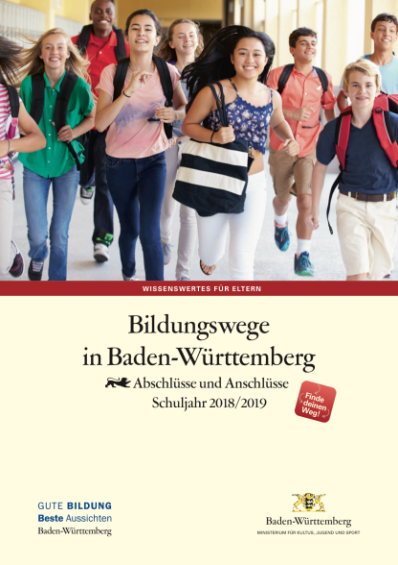 WISSENSWERTES FÜR ELTERN
Bildungswege
in Baden-Württemberg
Abschlüsse und Anschlüsse
Schuljahr 2018/2019
Finde
deinen
Weg!
GUTE BILDUNG
Beste Aussichten
Baden-Württemberg
Baden-Württemberg
MINISTERIUM FÜR KULTUS, JUGEND UND SPORT